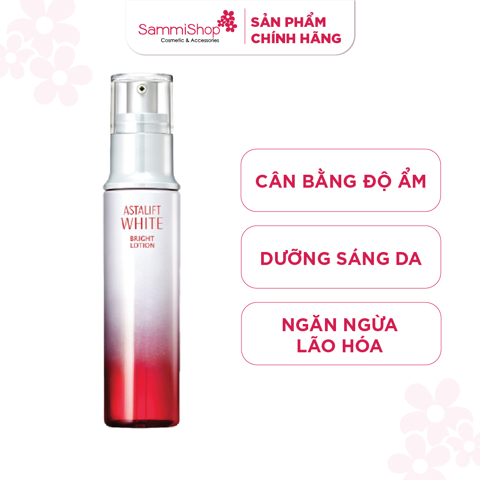 SammiShop
Cosmetic & Accessories
SẢN PHẨM
CHÍNH HÃNG
ASTALIFT
WHITE
BRIGHT
LOTION
CÂN BẰNG ĐỘ ẨM
DƯỠNG SÁNG DA
NGĂN NGỪA
LÃO HÓA